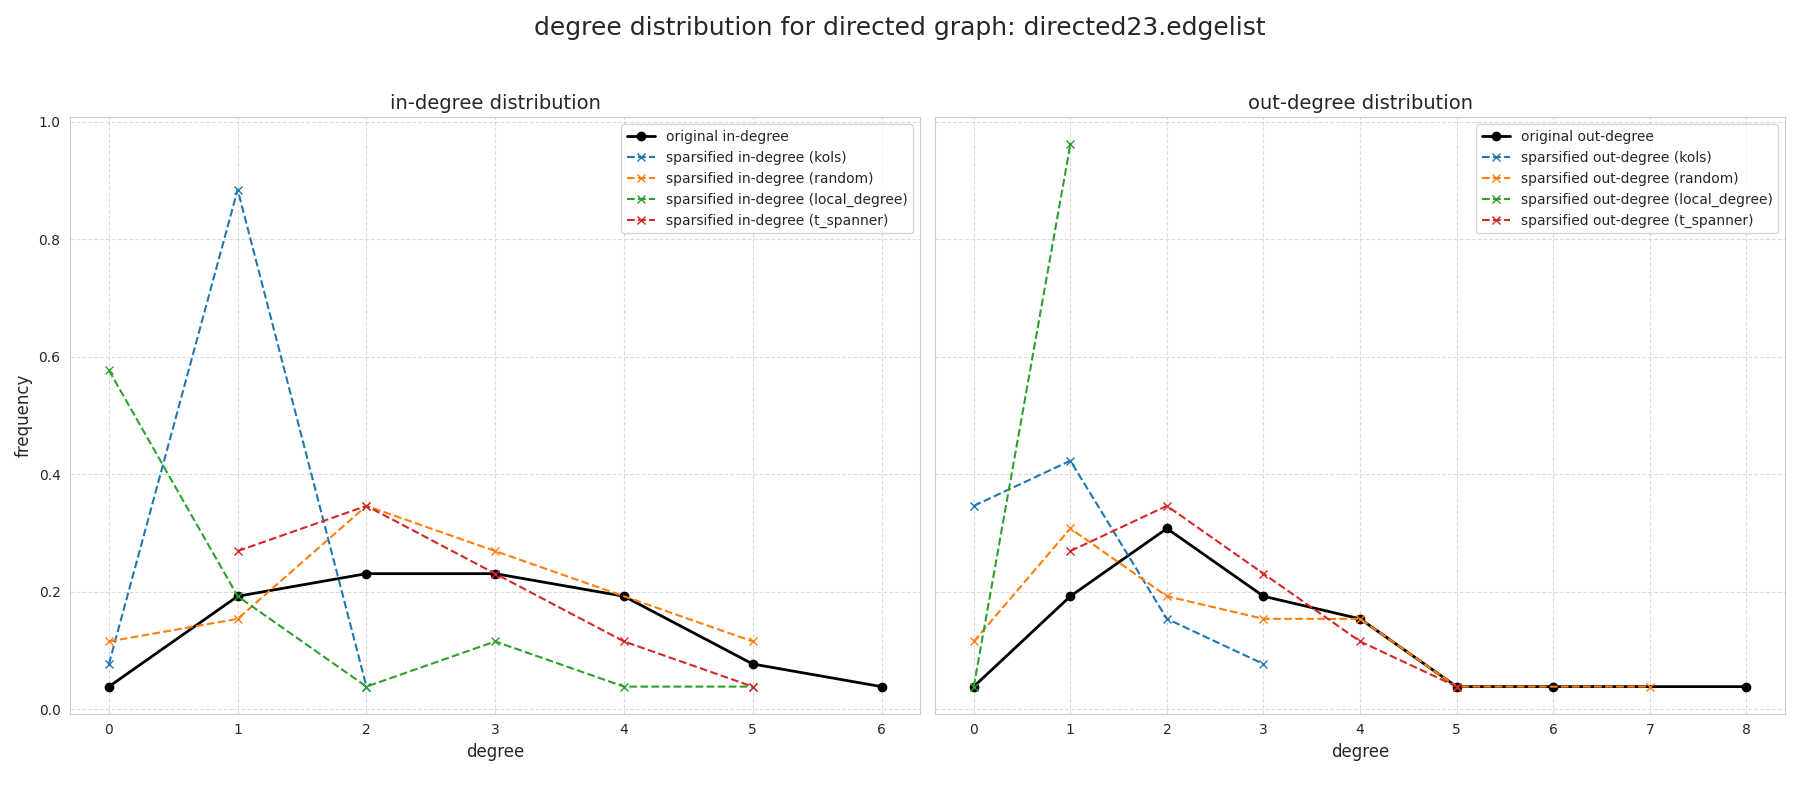 degree distribution for directed graph: directed23.edgelist
in-degree distribution
original in-degree
sparsified in-degree (kols)
sparsified in-degree (random)
sparsified in-degree (local_degree)
sparsified in-degree (t_spanner)
frequency
1.0
0.8
0.6
0.4
0.2
0.0
0 1 2 3 4 5 6
degree
out-degree distribution
original out-degree
sparsified out-degree (kols)
sparsified out-degree (random)
sparsified out-degree (local_degree)
sparsified out-degree (t_spanner)
0 1 2 3 4 5 6 7 8
degree